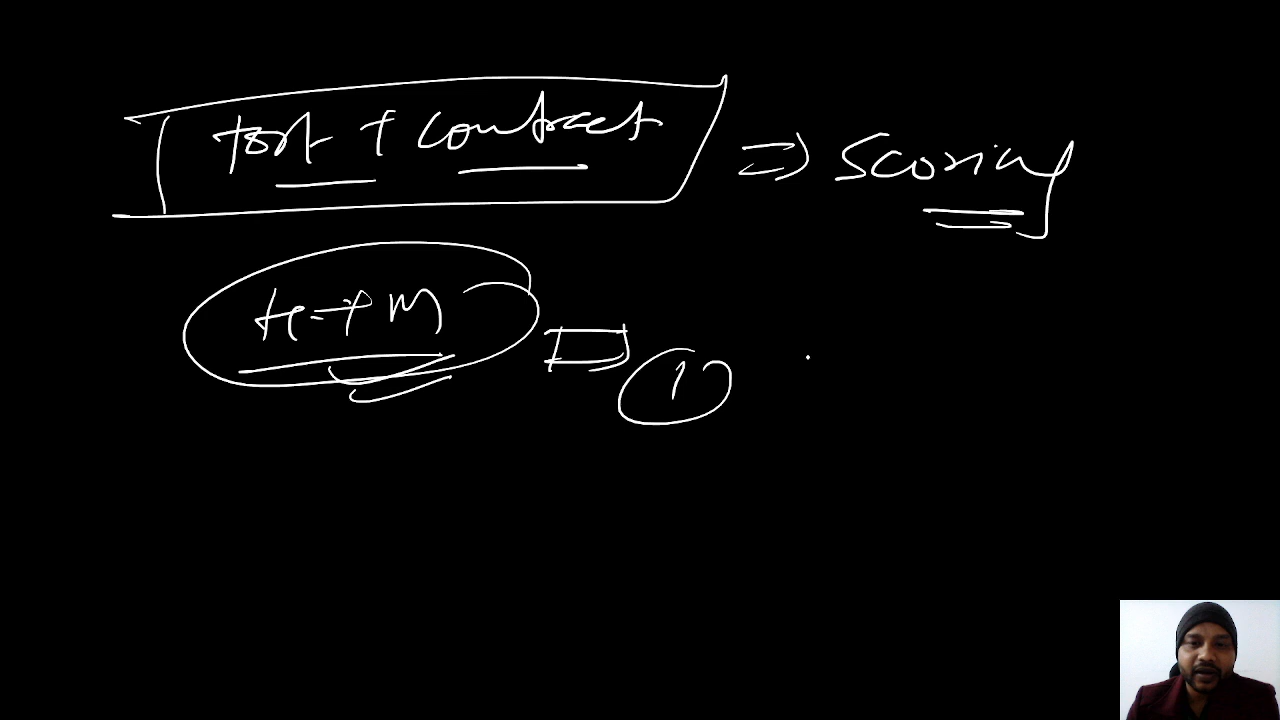 tort + contract => scoring
H + M
1